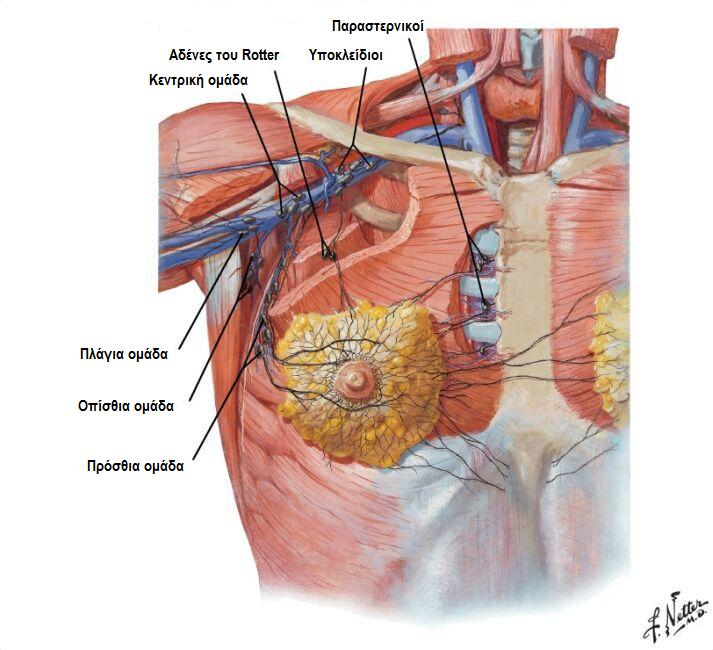 Παραστερνικοί
Αδένες του Rotter
Υποκλείδιοι
Κεντρική ομάδα
Πλάγια ομάδα
Οπίσθια ομάδα
Πρόσθια ομάδα
F. Netter
M.D.